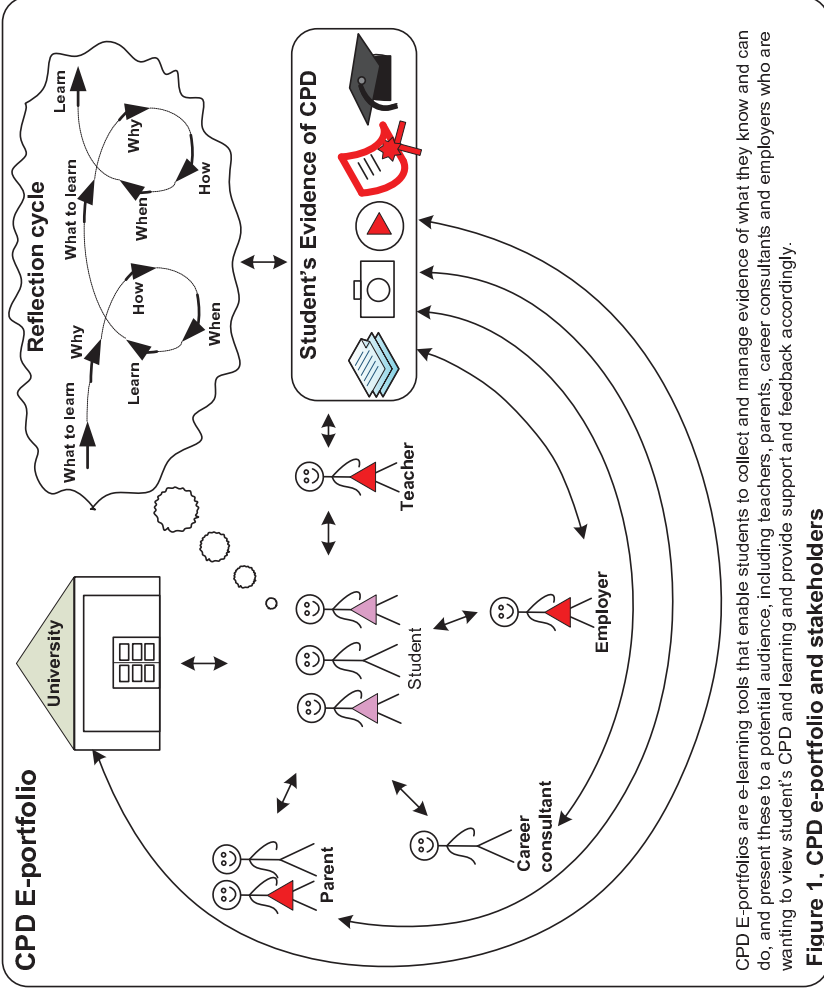 CPD E-portfolio
University
Reflection cycle
What to learn
Why
How
When
Learn
What to learn
Why
How
When
Learn
Student's Evidence of CPD
Teacher
Student
Employer
Parent
Career
consultant
CPD E-portfolios are e-learning tools that enable students to collect and manage evidence of what they know and can
do, and present these to a potential audience, including teachers, parents, career consultants and employers who are
wanting to view student's CPD and learning and provide support and feedback accordingly.
Figure 1, CPD e-portfolio and stakeholders